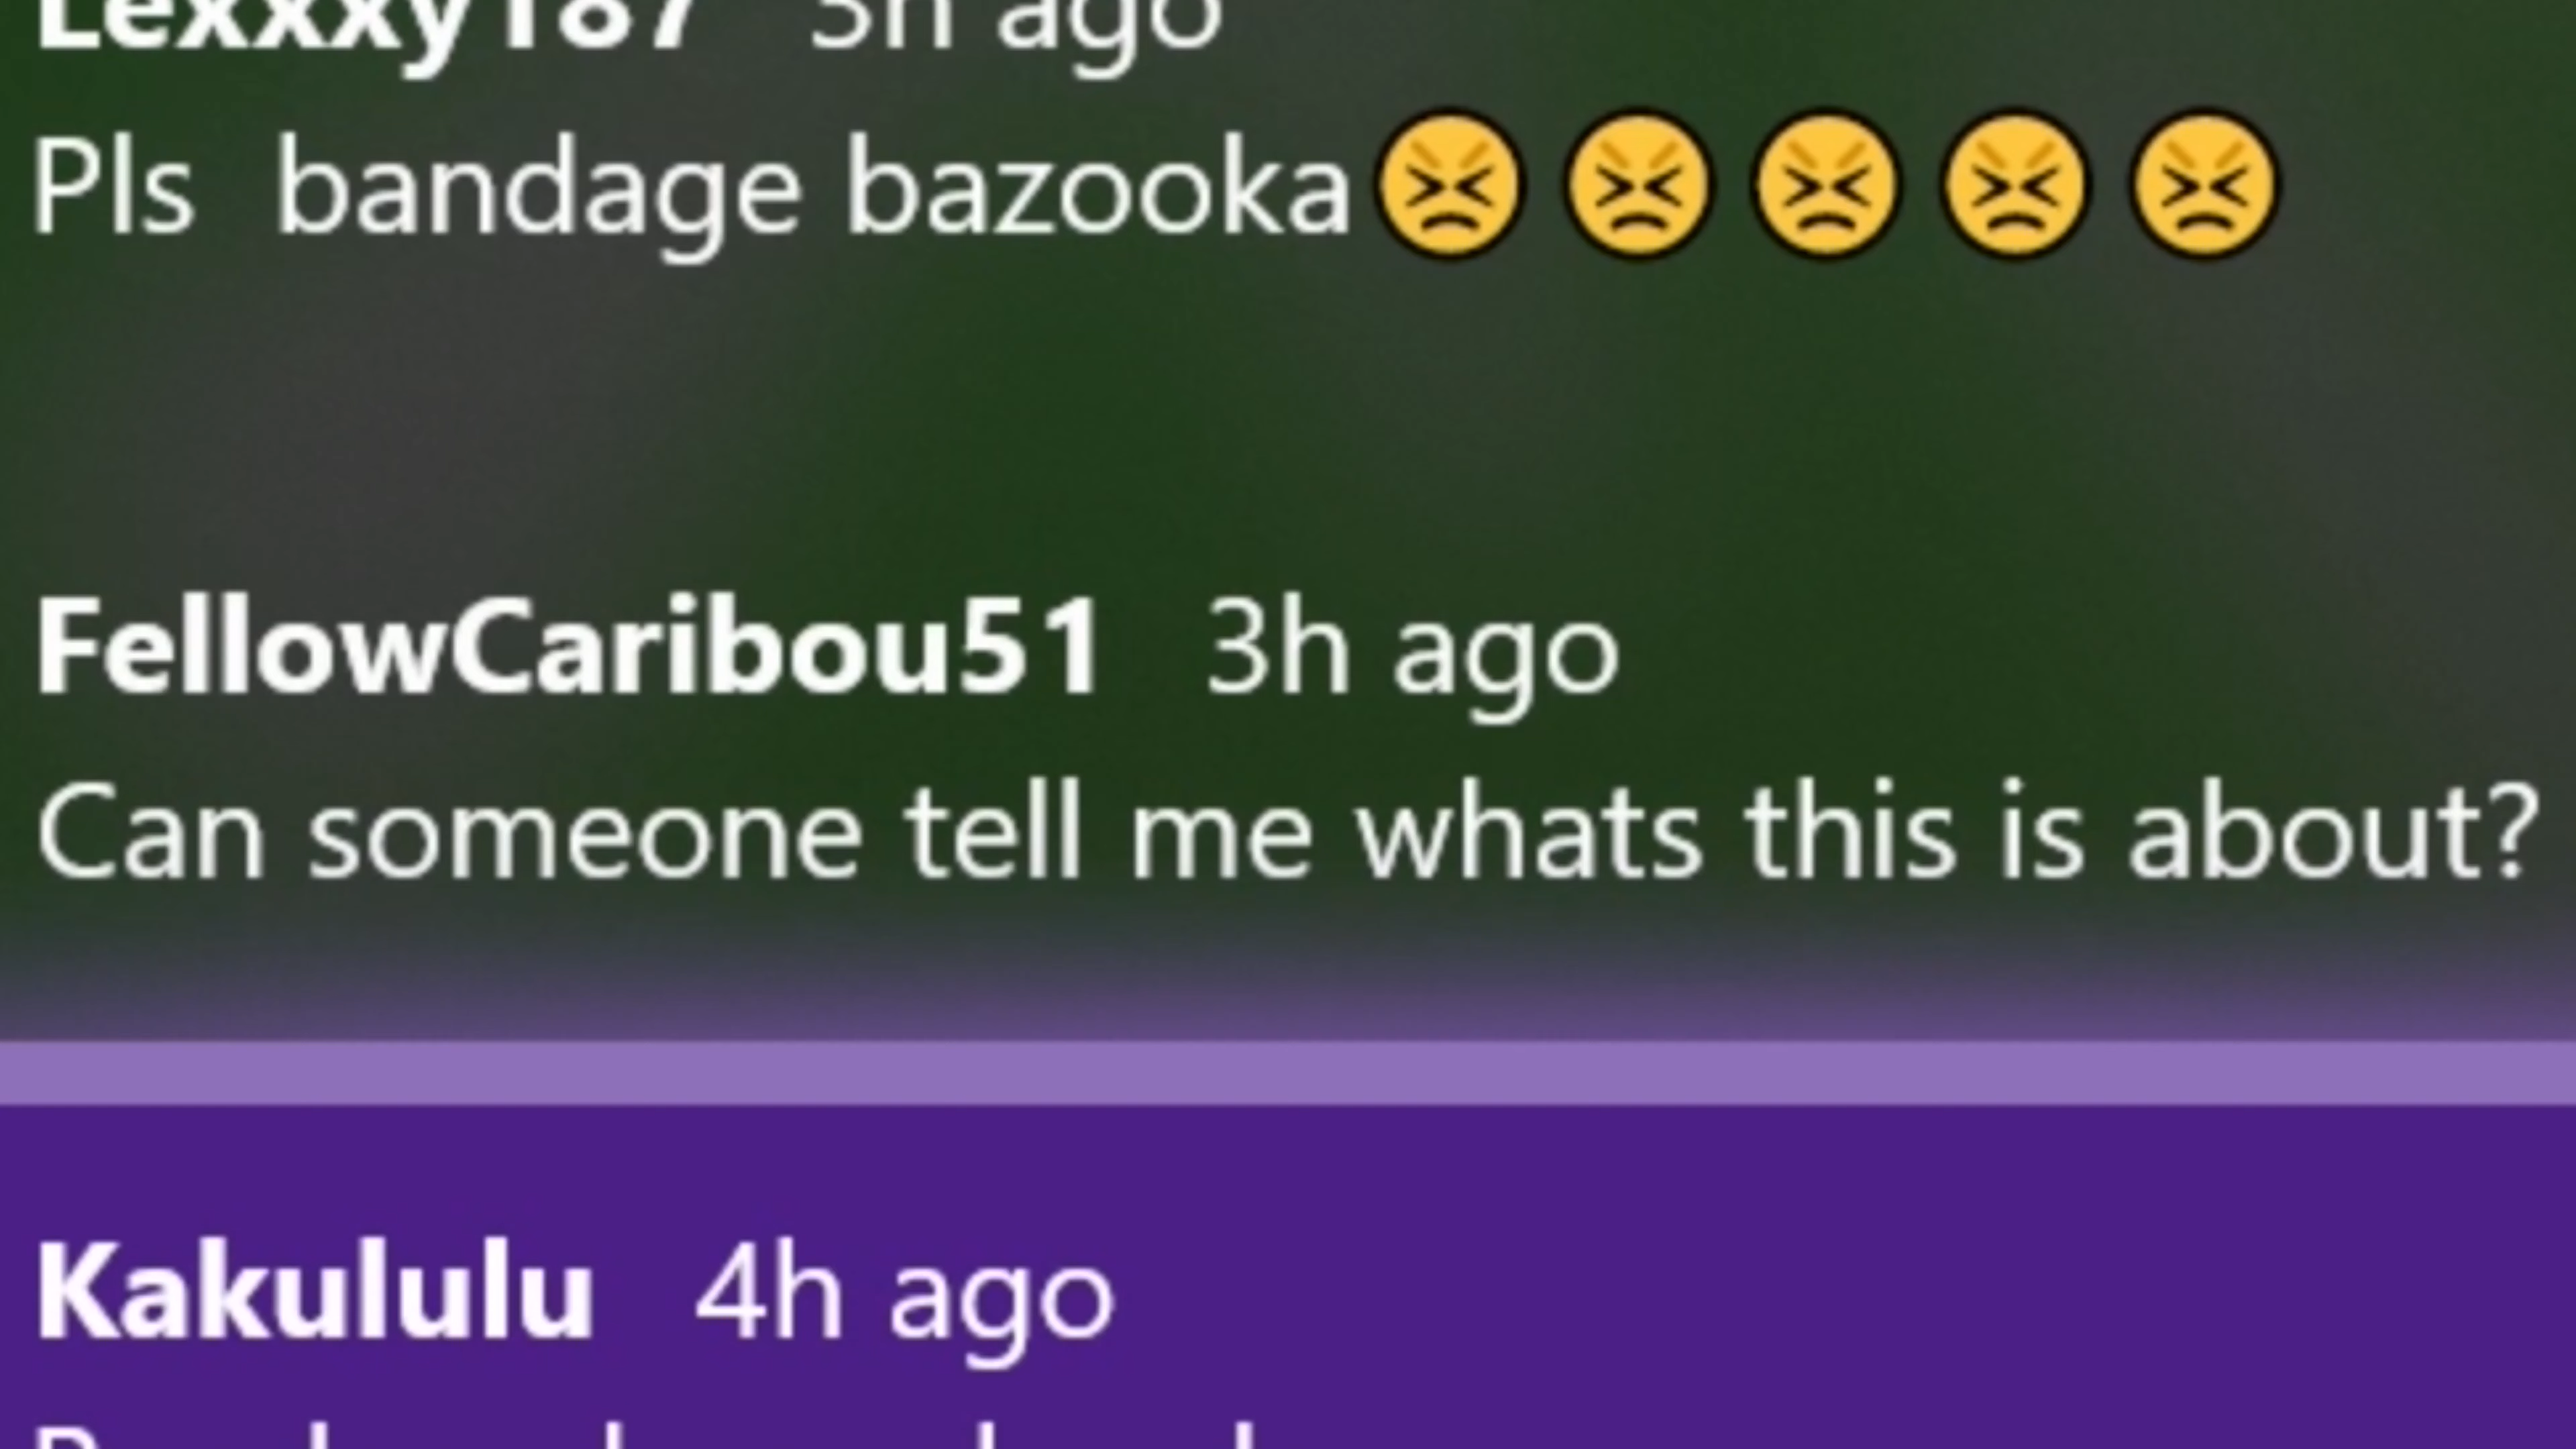 Lexxxy187 3h ago
Pls bandage bazooka😣😣😣😣😣
FellowCaribou51 3h ago
Can someone tell me whats this is about?
Kakululu 4h ago